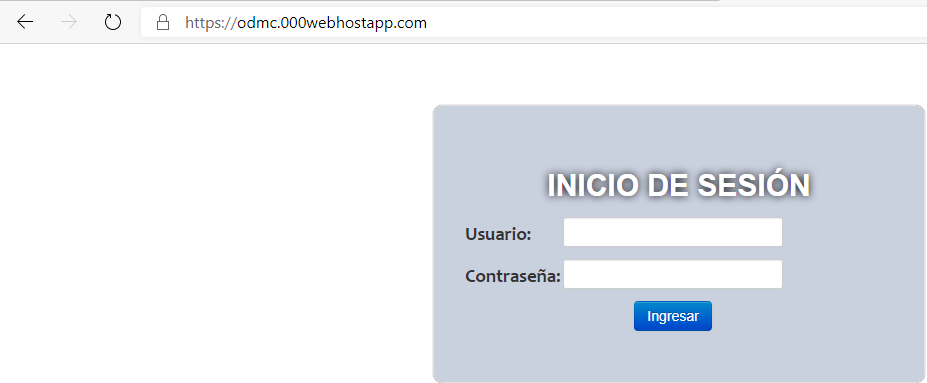 https://odmc.000webhostapp.com
INICIO DE SESIÓN
Usuario:
Contraseña:
Ingresar